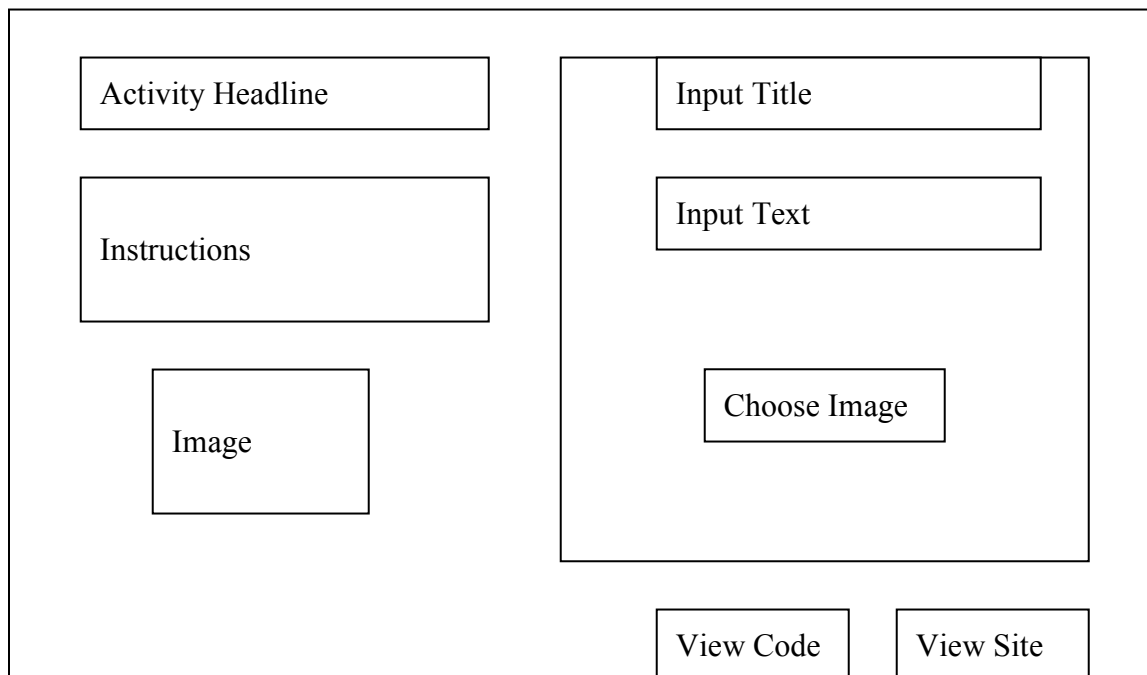 Activity Headline
Instructions
Image
Input Title
Input Text
Choose Image
View Code
View Site